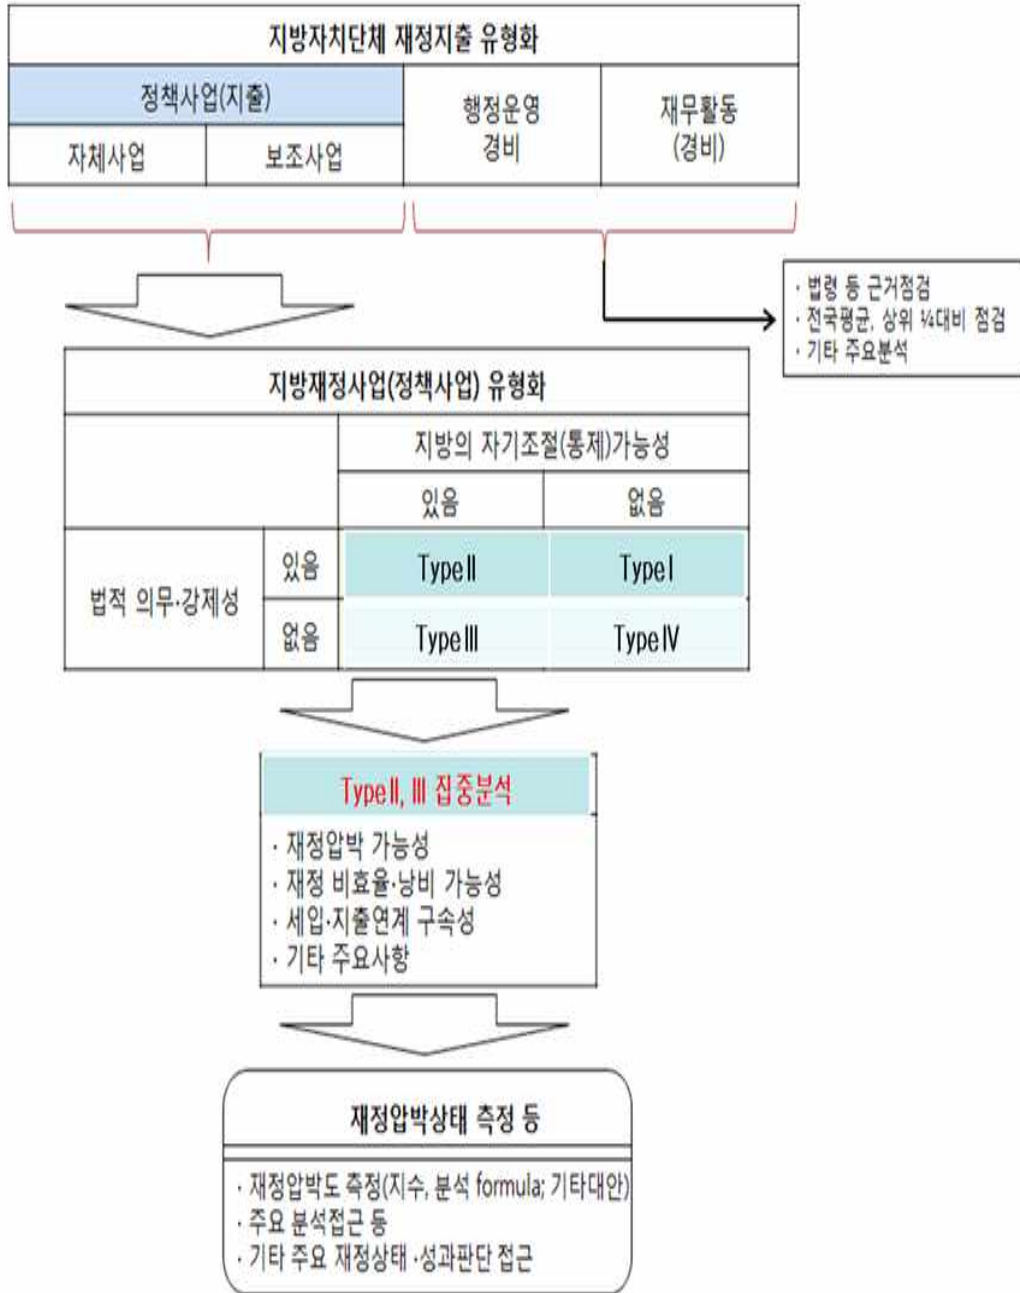 지방자치단체 재정지출 유형화
정책사업(지출)
행정운영
경비
재무활동
(경비)
자체사업
보조사업
· 법령 등 근거점검
· 전국평균, 상위 ¼대비 점검
· 기타 주요분석
지방재정사업(정책사업) 유형화
지방의 자기조절(통제)가능성
있음
없음
법적 의무·강제성
있음
Type Ⅱ
Type Ⅰ
없음
Type Ⅲ
Type Ⅳ
Type Ⅱ, Ⅲ 집중분석
· 재정압박 가능성
· 재정 비효율·낭비 가능성
· 세입·지출연계 구속성
· 기타 주요사항
재정압박상태 측정 등
· 재정압박도 측정(지수, 분석 formula; 기타대안)
· 주요 분석접근 등
· 기타 주요 재정상태 ·성과판단 접근